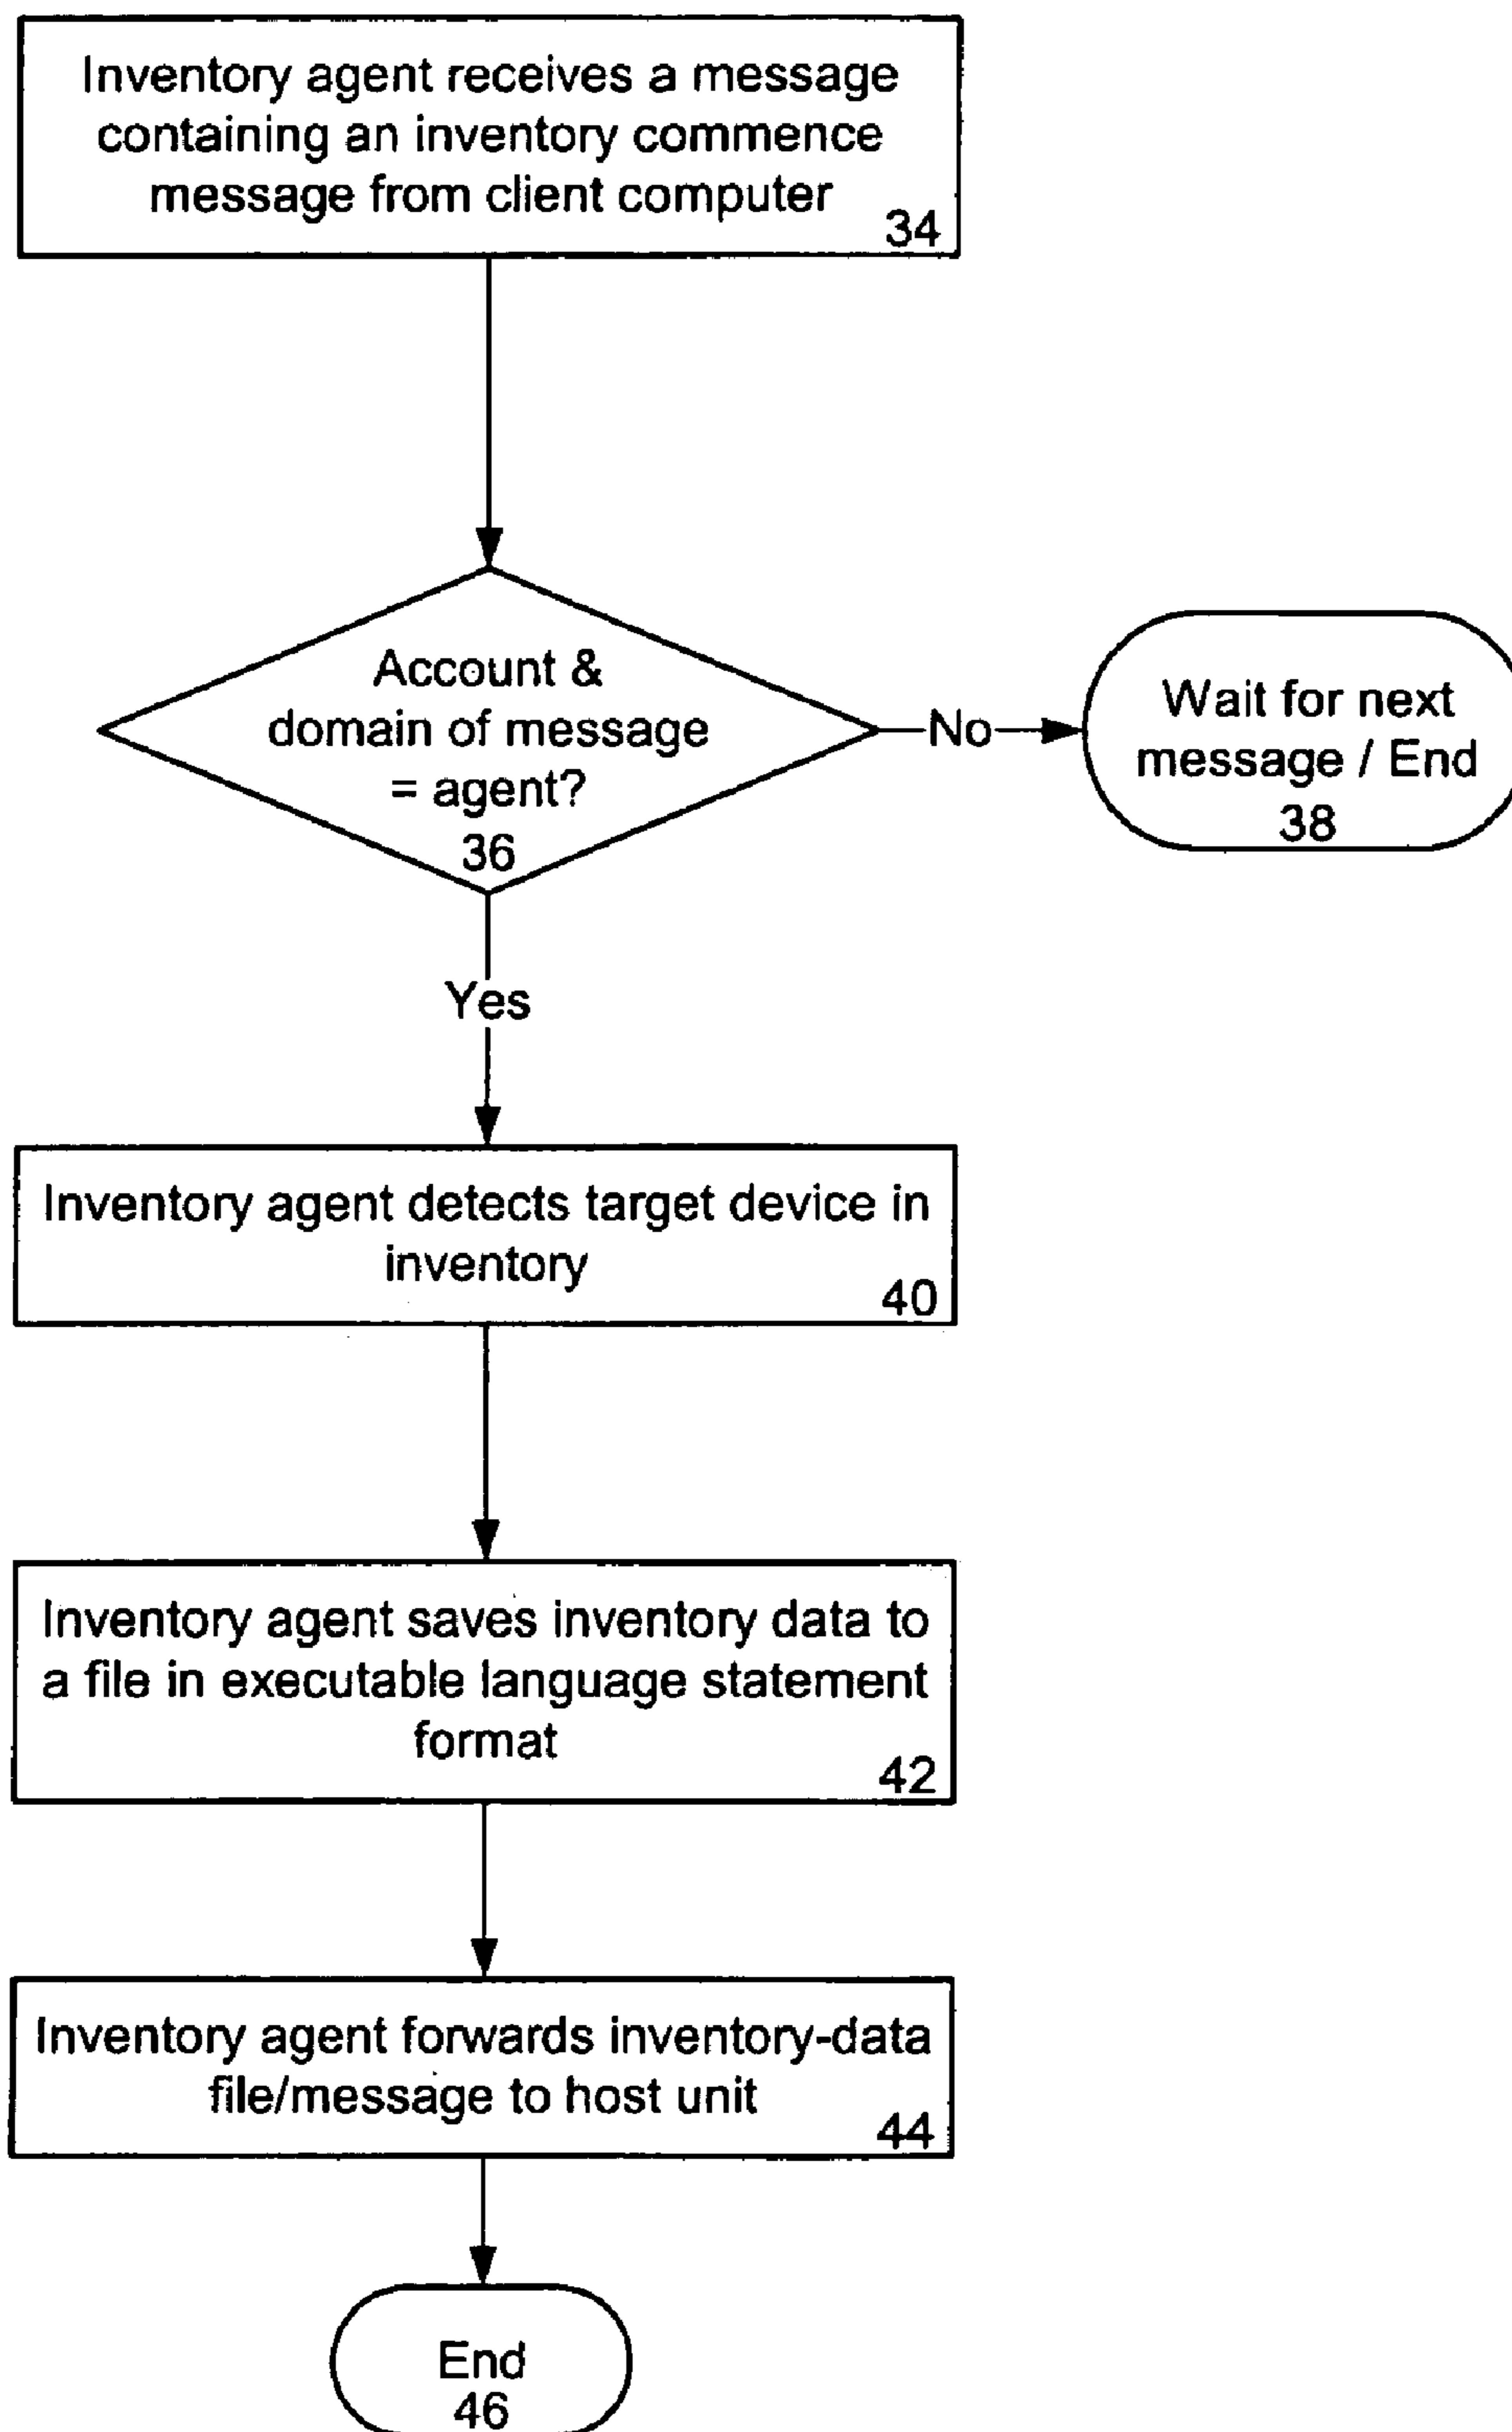 Inventory agent receives a message
containing an inventory commence
message from client computer
34
Account &
domain of message
= agent?
36
No
Wait for next
message / End
38
Yes
Inventory agent detects target device in
inventory
40
Inventory agent saves inventory data to
a file in executable language statement
format
42
Inventory agent forwards inventory-data
file/message to host unit
44
End
46